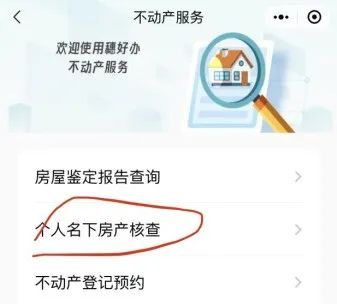 不动产服务
欢迎使用穗好办
不动产服务
房屋鉴定报告查询
个人名下房产核查
不动产登记预约